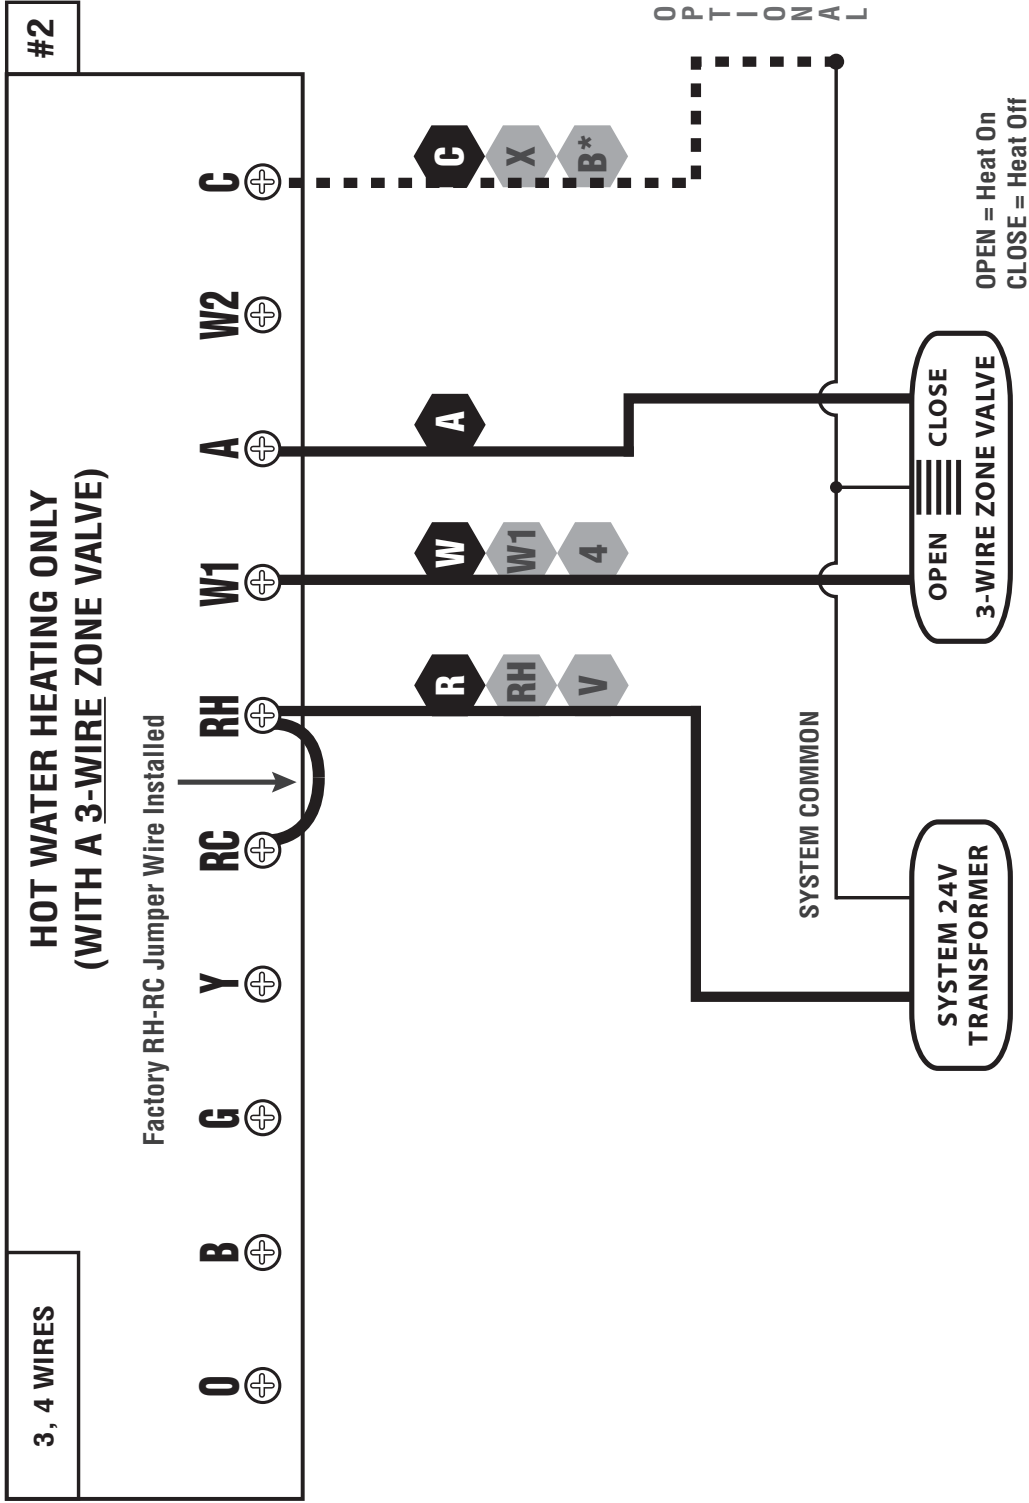 3, 4 WIRES
#2
HOT WATER HEATING ONLY
(WITH A 3-WIRE ZONE VALVE)
Factory RH-RC Jumper Wire Installed
O B G Y RC RH W1 A W2 C
R W A C
RH W1 X
V 4 B*
OPTIONAL
SYSTEM COMMON
SYSTEM 24V
TRANSFORMER
OPEN CLOSE
3-WIRE ZONE VALVE
OPEN = Heat On
CLOSE = Heat Off